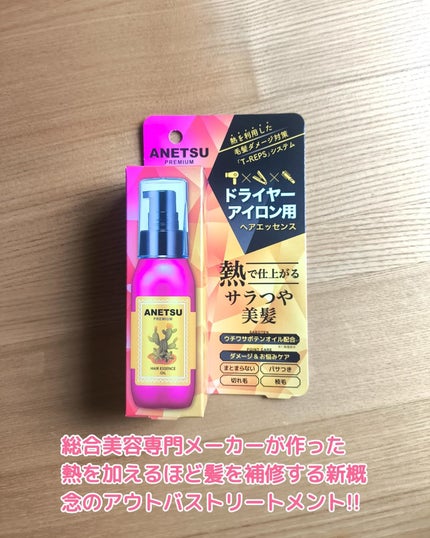 ANETSU
PREMIUM
熱を利用した
毛髪ダメージ対策
「T-REPS」システム
ドライヤー
アイロン用
ヘアエッセンス
熱で仕上がる
サラつや
美髪
SABOTEN
ウチワサボテンオイル配合
POINT CARE
ダメージ&お悩みケア
まとまらない
パサつき
切れ毛
枝毛
ANETSU
PREMIUM
HAIR ESSENCE
OIL
総合美容専門メーカーが作った
熱を加えるほど髪を補修する新概
念のアウトバストリートメント!!